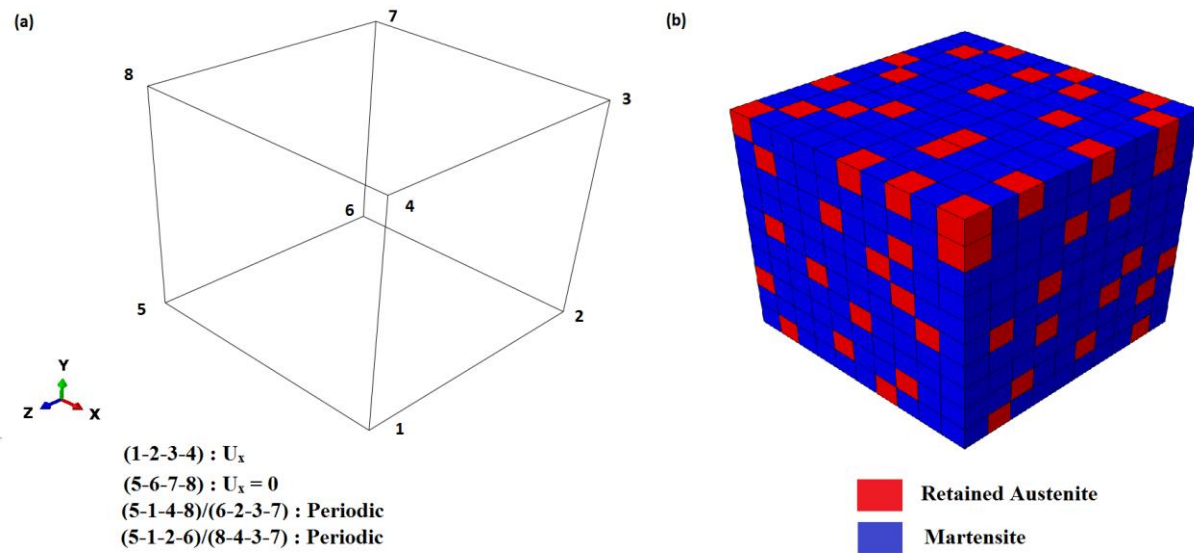 (a)
7
8
3
4
6
5
2
1
Y
Z
X
(1-2-3-4) : Uₓ
(5-6-7-8) : Uₓ = 0
(5-1-4-8)/(6-2-3-7) : Periodic
(5-1-2-6)/(8-4-3-7) : Periodic
(b)
Retained Austenite
Martensite